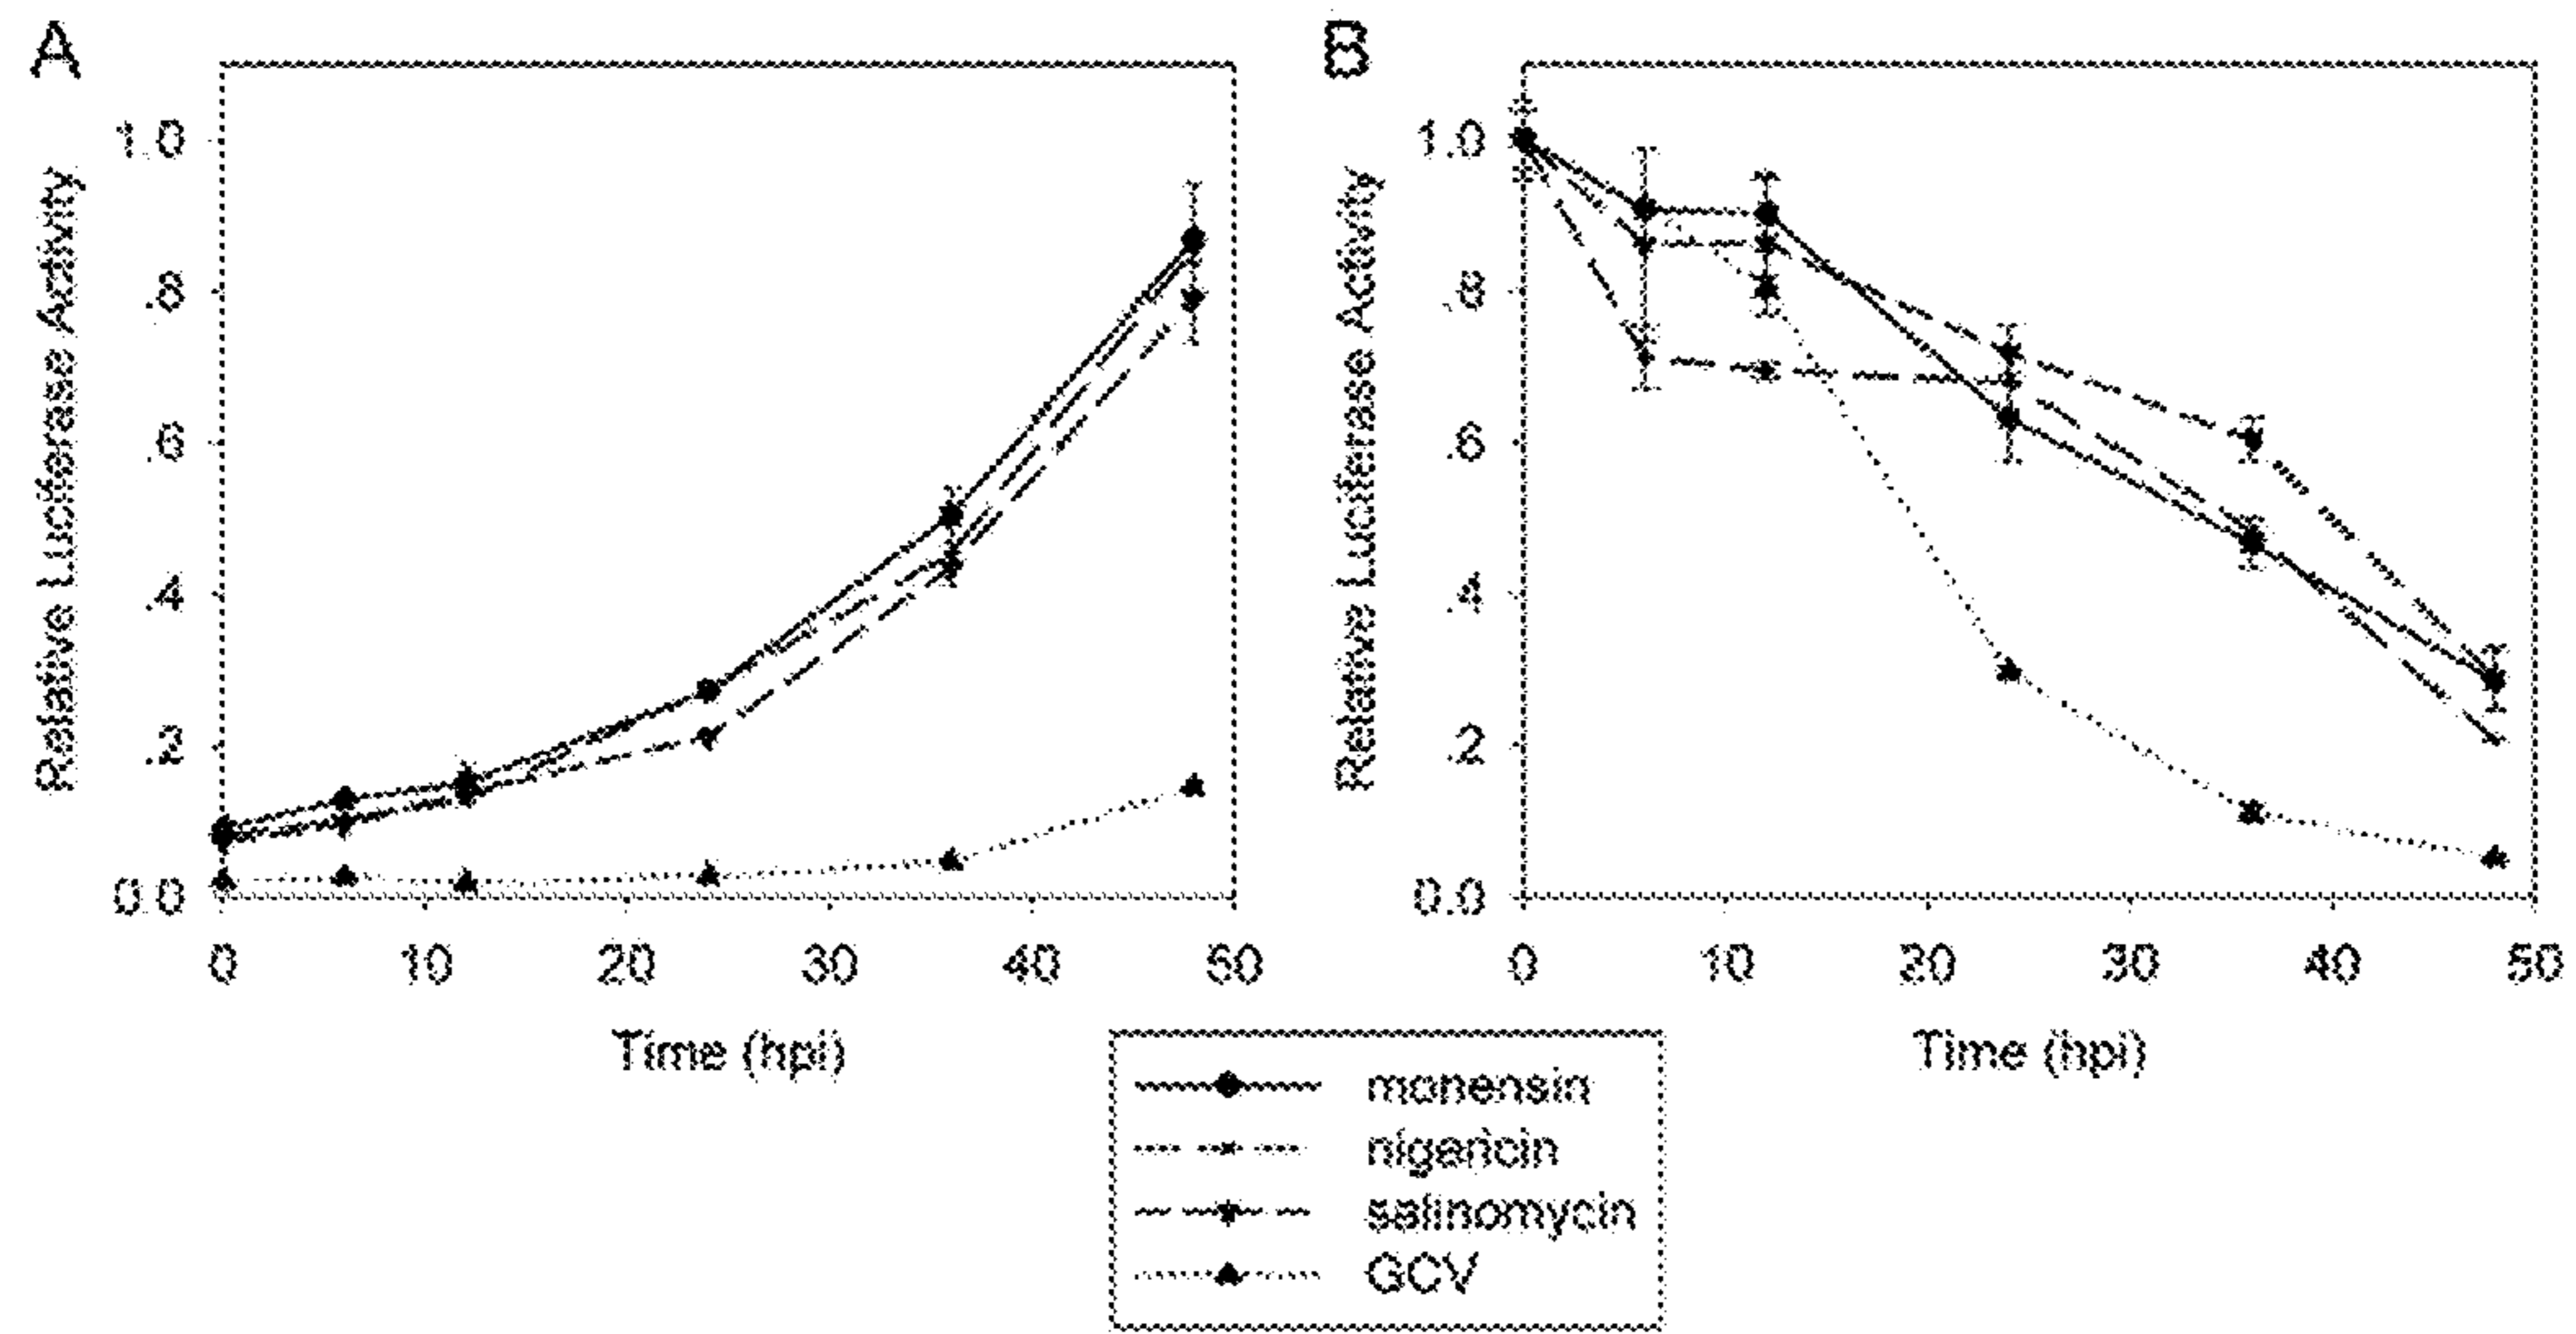 A
B
Relative Luciferase Activity
1.0
.8
.6
.4
.2
0.0
0
10
20
30
40
50
Time (hpi)
Relative Luciferase Activity
1.0
.8
.6
.4
.2
0.0
0
10
20
30
40
50
Time (hpi)
monensin
nigericin
salinomycin
GCV